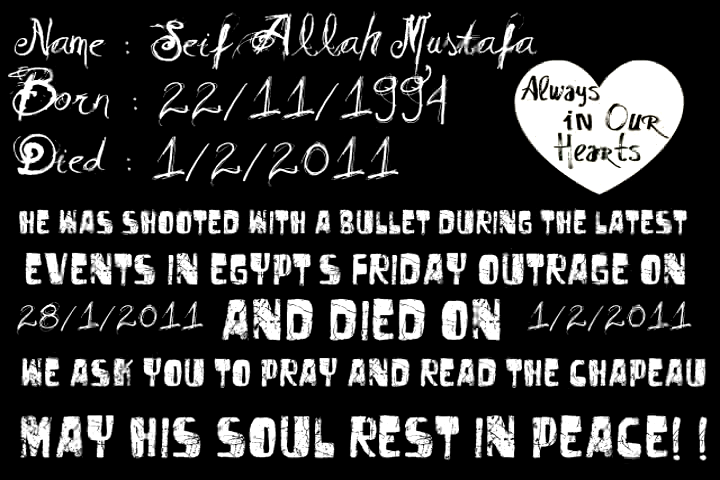 Name : Seif Allah Mustafa
Born : 22/11/1994
Died : 1/2/2011
Always
in Our
Hearts
HE WAS SHOOTED WITH A BULLET DURING THE LATEST
EVENTS IN EGYPT S FRIDAY OUTRAGE ON
28/1/2011 AND DIED ON 1/2/2011
WE ASK YOU TO PRAY AND READ THE CHAPEAU
MAY HIS SOUL REST IN PEACE! !